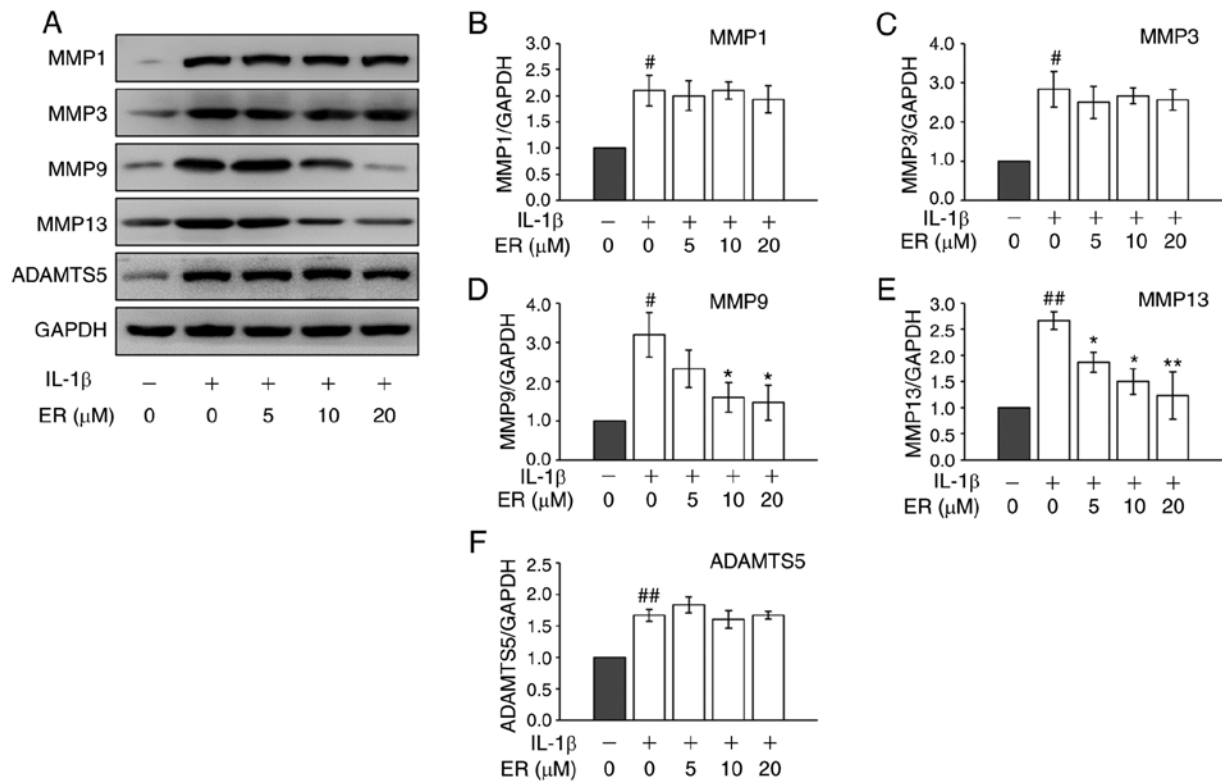 A
MMP1
MMP3
MMP9
MMP13
ADAMTS5
GAPDH
IL-1β − + + + +
ER (μM) 0 0 5 10 20
B
MMP1
MMP1/GAPDH
3.0
2.5
2.0
1.5
1.0
0.5
0.0
#
IL-1β − + + + +
ER (μM) 0 0 5 10 20
C
MMP3
MMP3/GAPDH
4.0
3.0
2.0
1.0
0.0
#
IL-1β − + + + +
ER (μM) 0 0 5 10 20
D
MMP9
MMP9/GAPDH
4.0
3.0
2.0
1.0
0.0
# * *
IL-1β − + + + +
ER (μM) 0 0 5 10 20
E
MMP13
MMP13/GAPDH
3.0
2.5
2.0
1.5
1.0
0.5
0.0
## * * **
IL-1β − + + + +
ER (μM) 0 0 5 10 20
F
ADAMTS5
ADAMTS5/GAPDH
2.5
2.0
1.5
1.0
0.5
0.0
##
IL-1β − + + + +
ER (μM) 0 0 5 10 20